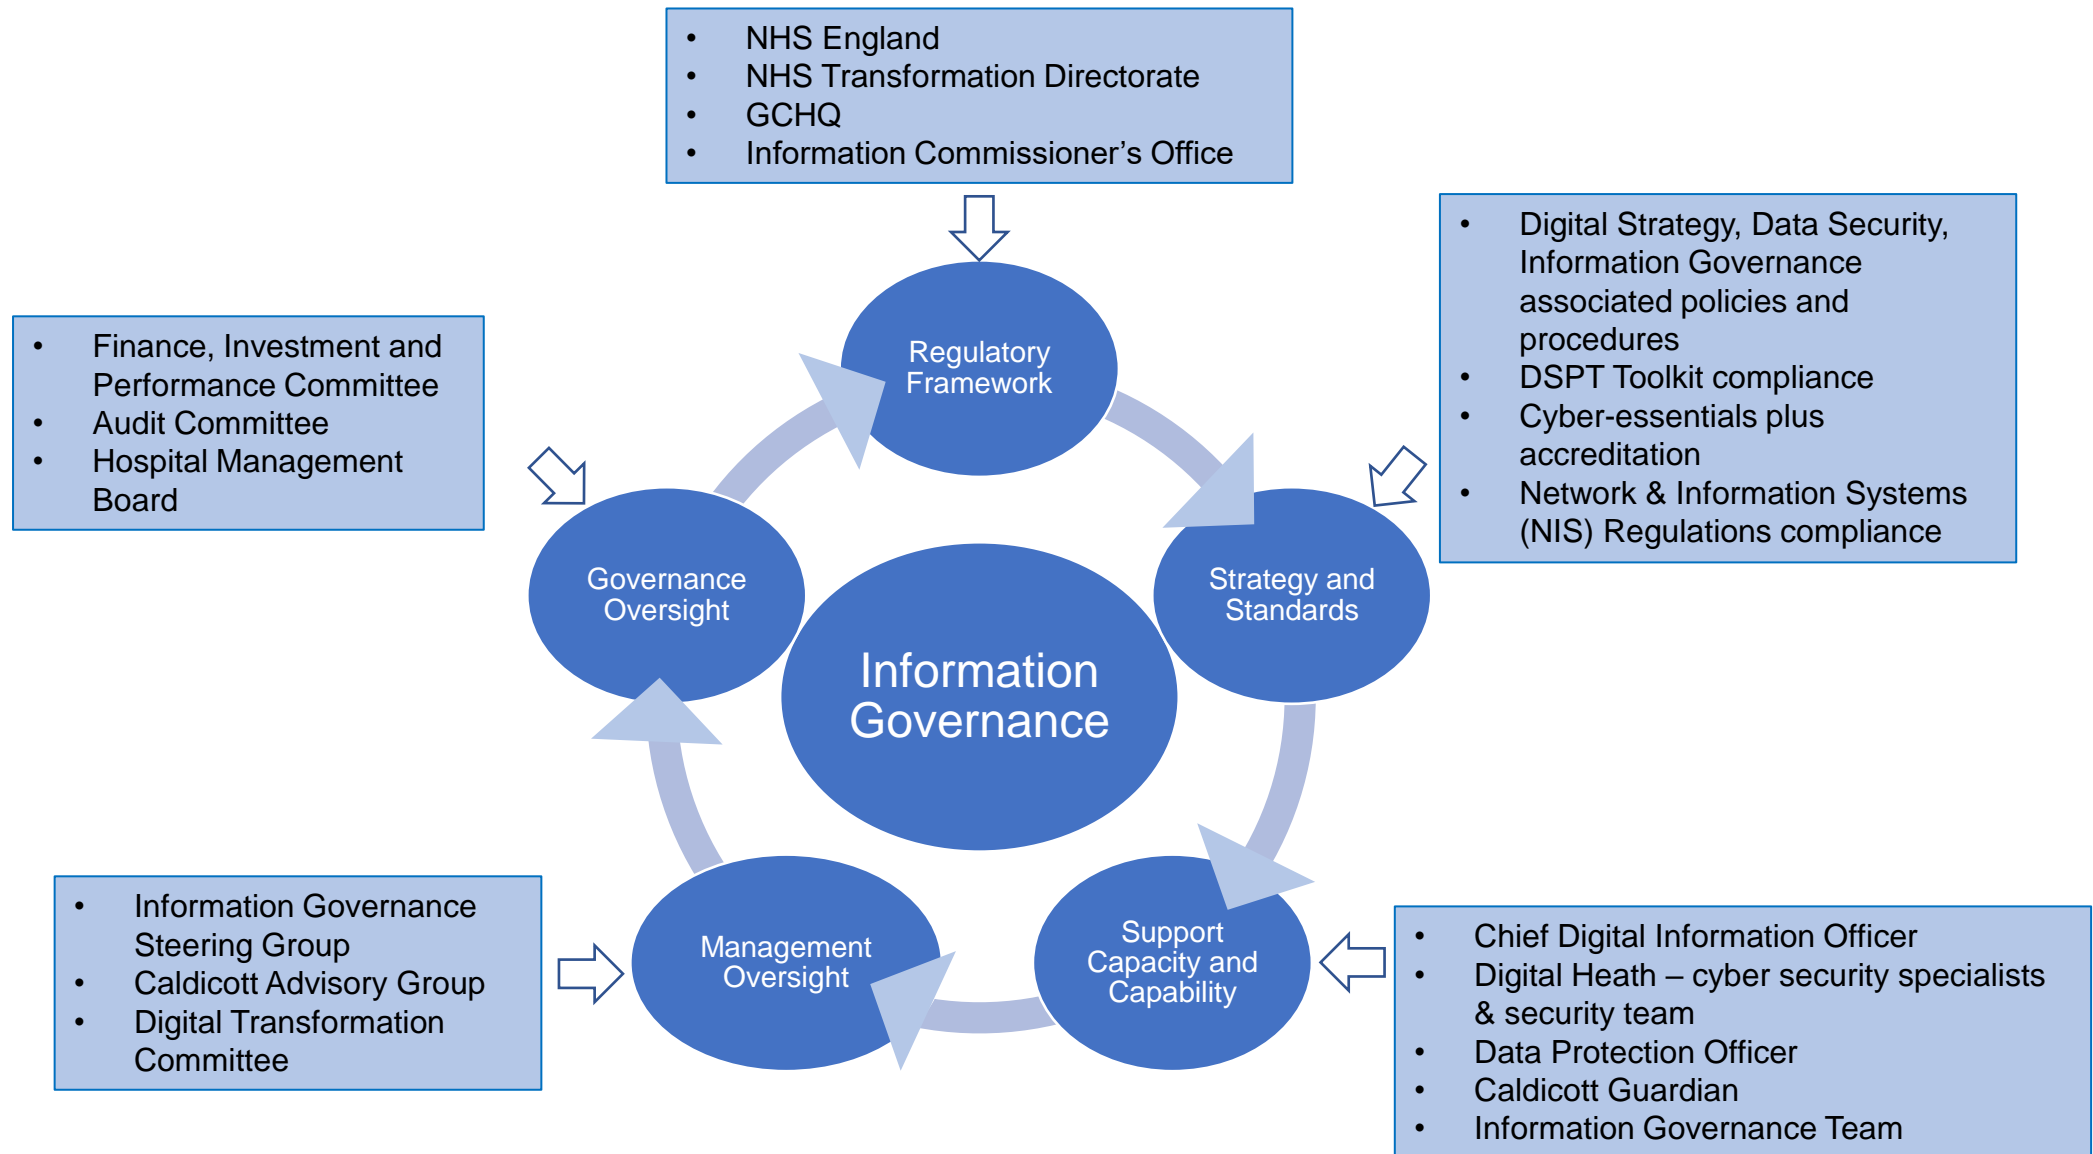 • NHS England
• NHS Transformation Directorate
• GCHQ
• Information Commissioner’s Office
• Digital Strategy, Data Security,
Information Governance
associated policies and
procedures
• DSPT Toolkit compliance
• Cyber-essentials plus
accreditation
• Network & Information Systems
(NIS) Regulations compliance
• Finance, Investment and
Performance Committee
• Audit Committee
• Hospital Management
Board
Regulatory
Framework
Governance
Oversight
Strategy and
Standards
Information
Governance
Management
Oversight
Support
Capacity and
Capability
• Information Governance
Steering Group
• Caldicott Advisory Group
• Digital Transformation
Committee
• Chief Digital Information Officer
• Digital Heath – cyber security specialists
& security team
• Data Protection Officer
• Caldicott Guardian
• Information Governance Team